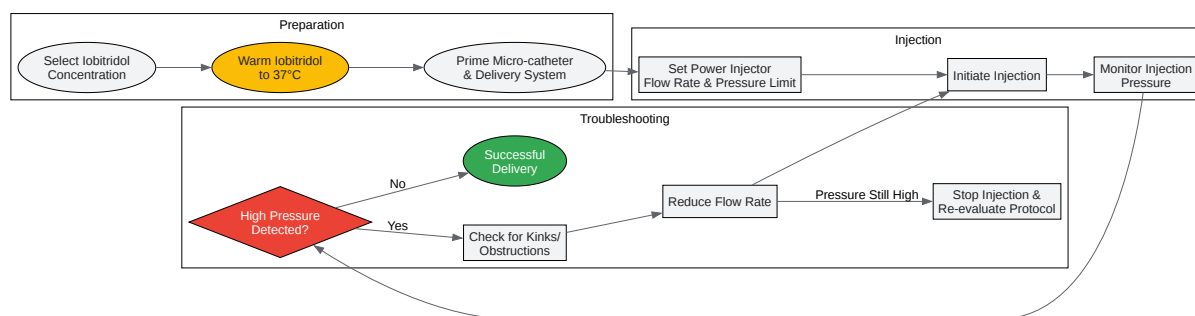 Preparation
Select Iobitridol
Concentration
Warm Iobitridol
to 37°C
Prime Micro-catheter
& Delivery System
Injection
Set Power Injector
Flow Rate & Pressure Limit
Initiate Injection
Monitor Injection
Pressure
Troubleshooting
High Pressure
Detected?
No
Successful
Delivery
Yes
Check for Kinks/
Obstructions
Reduce Flow Rate
Pressure Still High
Stop Injection &
Re-evaluate Protocol